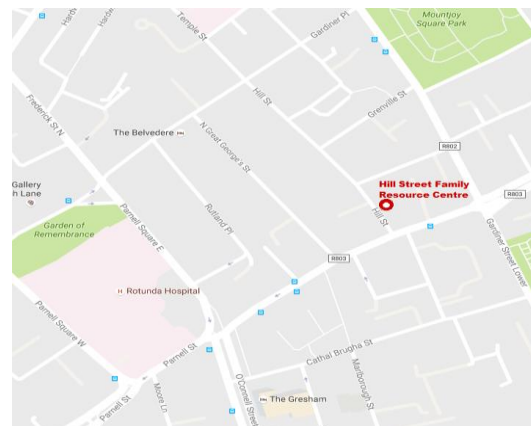 Temple St
Gardiner Pl
Mountjoy
Square Park
Hill St
Grenville St
Frederick St N
The Belvedere
N Great George's St
R802
Hill Street Family
Resource Centre
Gallery
h Lane
Rutland Pl
Hill St
R803
Garden of
Remembrance
Parnell Square E
R803
Gardiner Street Lower
H Rotunda Hospital
Parnell Square W
Parnell St
Cathal Brugha St
Parnell St
Moore Ln
O'Connell Street
The Gresham
Marlborough St